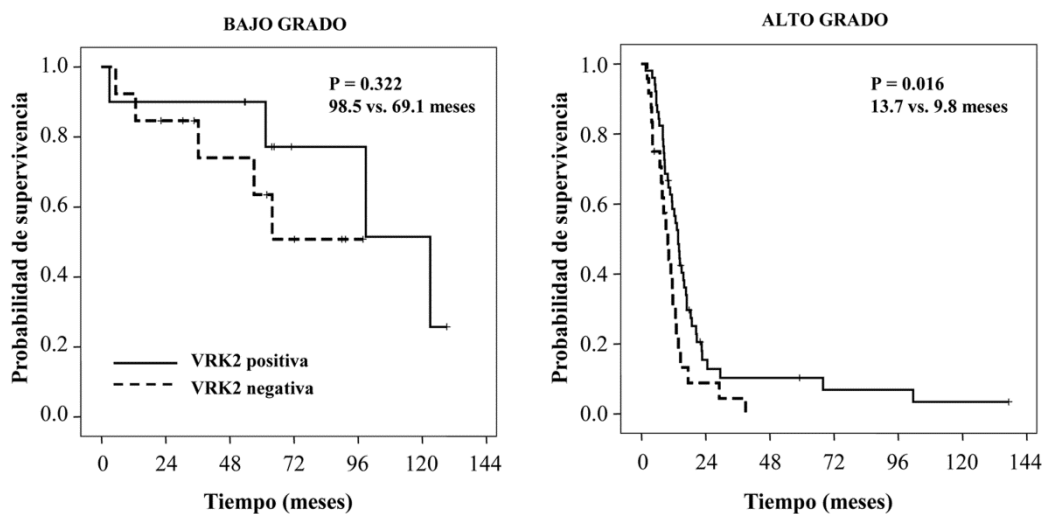 BAJO GRADO
Probabilidad de supervivencia
1.0
0.8
0.6
0.4
0.2
0.0
P = 0.322
98.5 vs. 69.1 meses
VRK2 positiva
VRK2 negativa
0 24 48 72 96 122 144
Tiempo (meses)
ALTO GRADO
Probabilidad de supervivencia
1.0
0.8
0.6
0.4
0.2
0.0
P = 0.016
13.7 vs. 9.8 meses
0 24 48 72 96 120 144
Tiempo (meses)